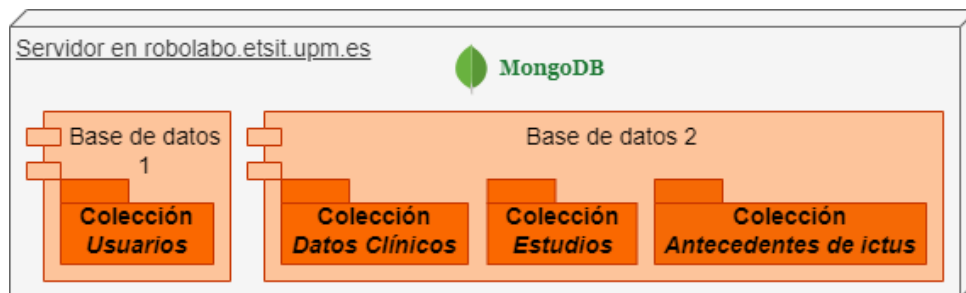 Servidor en robolabo.etsit.upm.es
MongoDB
Base de datos
1
Colección
Usuarios
Base de datos 2
Colección
Datos Clínicos
Colección
Estudios
Colección
Antecedentes de ictus